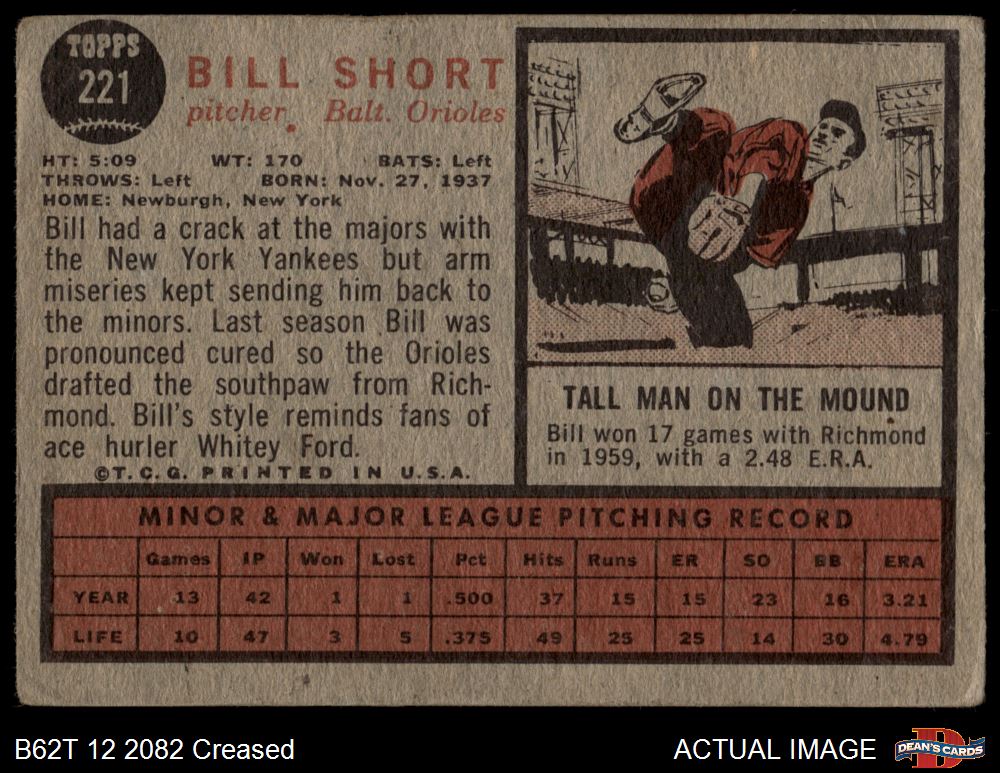 TOPPS
221
BILL SHORT
pitcher, Balt. Orioles
HT: 5:09 WT: 170 BATS: Left
THROWS: Left BORN: Nov. 27, 1937
HOME: Newburgh, New York
Bill had a crack at the majors with
the New York Yankees but arm
miseries kept sending him back to
the minors. Last season Bill was
pronounced cured so the Orioles
drafted the southpaw from Rich-
mond. Bill's style reminds fans of
ace hurler Whitey Ford.
©T.C.G. PRINTED IN U.S.A.
TALL MAN ON THE MOUND
Bill won 17 games with Richmond
in 1959, with a 2.48 E.R.A.
MINOR & MAJOR LEAGUE PITCHING RECORD
Games IP Won Lost Pct Hits Runs ER SO BB ERA
YEAR 13 42 1 1 .500 37 15 15 23 16 3.21
LIFE 10 47 3 5 .375 49 25 25 14 30 4.79
B62T 12 2082 Creased
ACTUAL IMAGE
DEAN'S CARDS